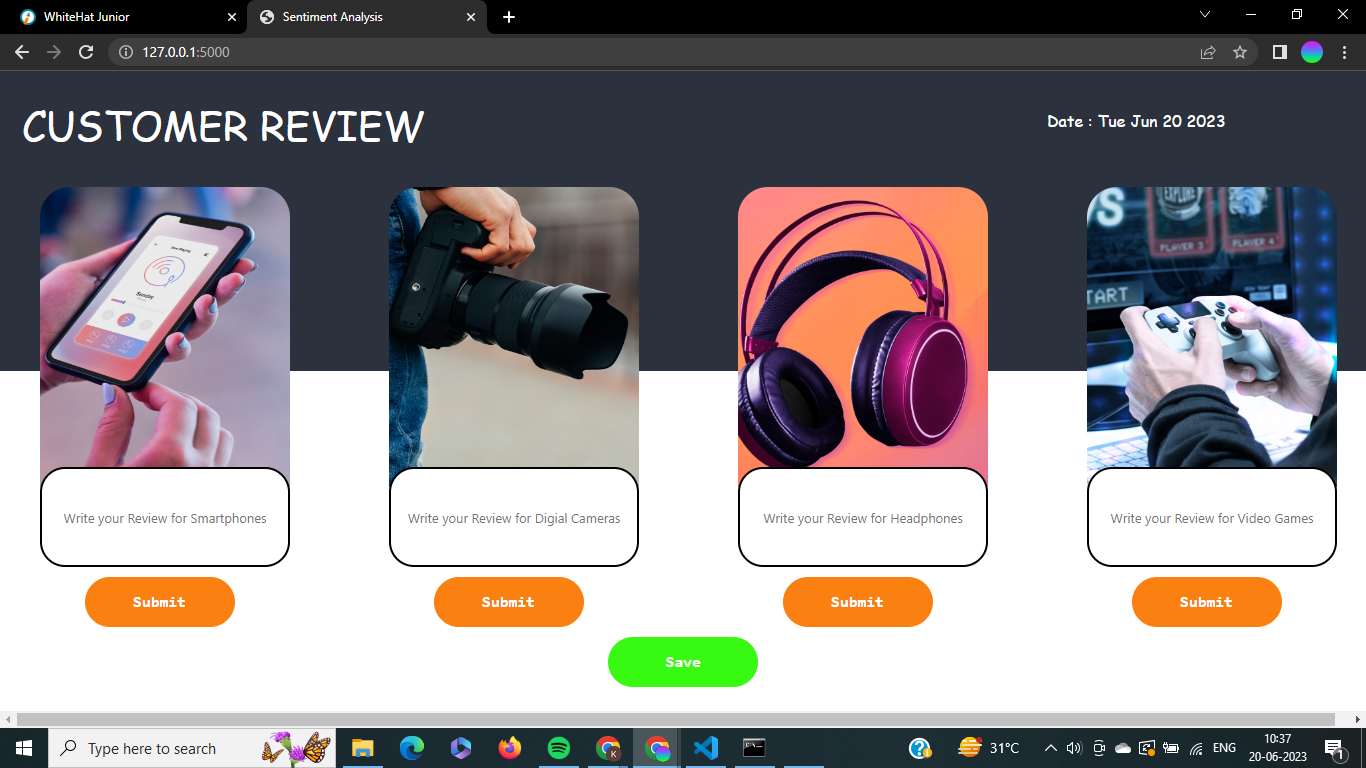 WhiteHat Junior
Sentiment Analysis
127.0.0.1:5000
CUSTOMER REVIEW
Date : Tue Jun 20 2023
Sunday
EXPLORE
PLAYER 3
PLAYER 4
START
Write your Review for Smartphones
Write your Review for Digial Cameras
Write your Review for Headphones
Write your Review for Video Games
Submit
Submit
Submit
Submit
Save
Type here to search
K
31°C
ENG
10:37
20-06-2023
1